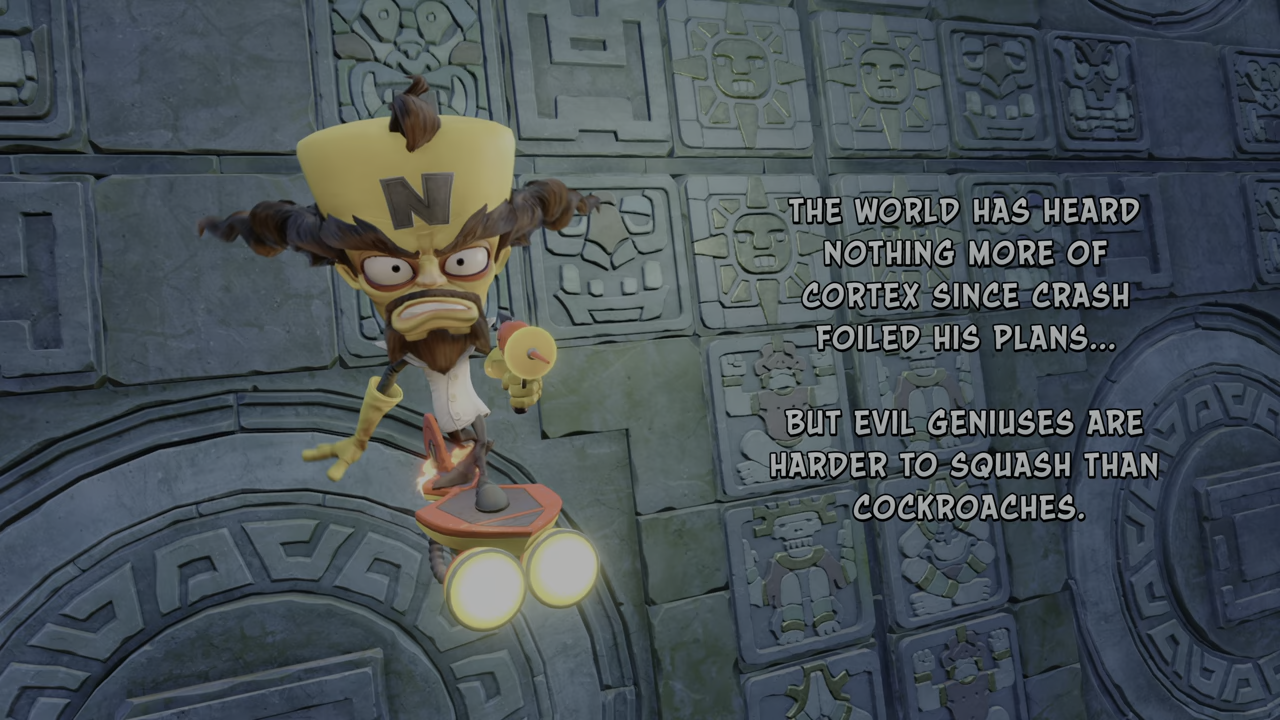 N
THE WORLD HAS HEARD
NOTHING MORE OF
CORTEX SINCE CRASH
FOILED HIS PLANS...
BUT EVIL GENIUSES ARE
HARDER TO SQUASH THAN
COCKROACHES.